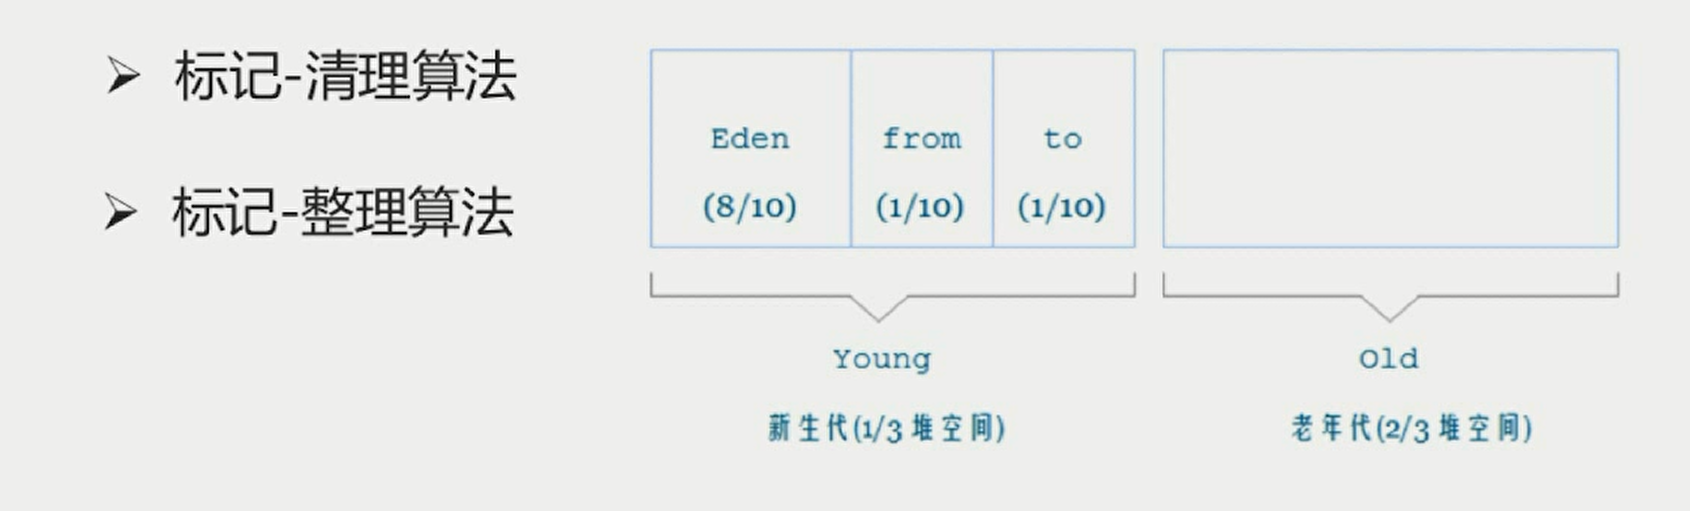 标记-清理算法
标记-整理算法
Eden
(8/10)
from
(1/10)
to
(1/10)
Young
新生代(1/3 堆空间)
Old
老年代(2/3 堆空间)